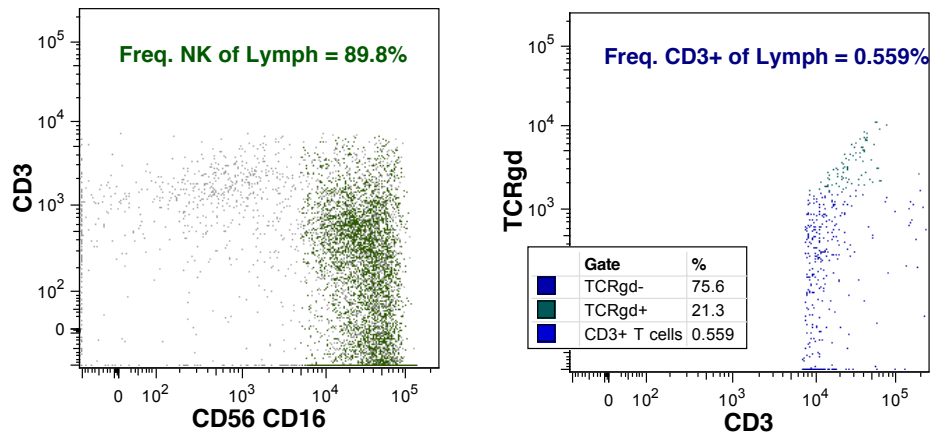 Freq. NK of Lymph = 89.8%
CD3
10^5
10^4
10^3
10^2
0
0 10^2 10^3 10^4 10^5
CD56 CD16
Freq. CD3+ of Lymph = 0.559%
TCRgd
10^5
10^4
10^3
Gate %
TCRgd- 75.6
TCRgd+ 21.3
CD3+ T cells 0.559
0 10^2 10^3 10^4 10^5
CD3